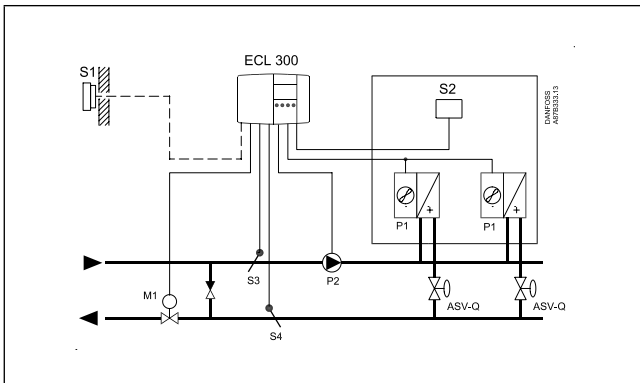 ECL 300
S1
S2
DANFOSS
A87B333.13
P1
P1
S3
P2
M1
ASV-Q
ASV-Q
S4